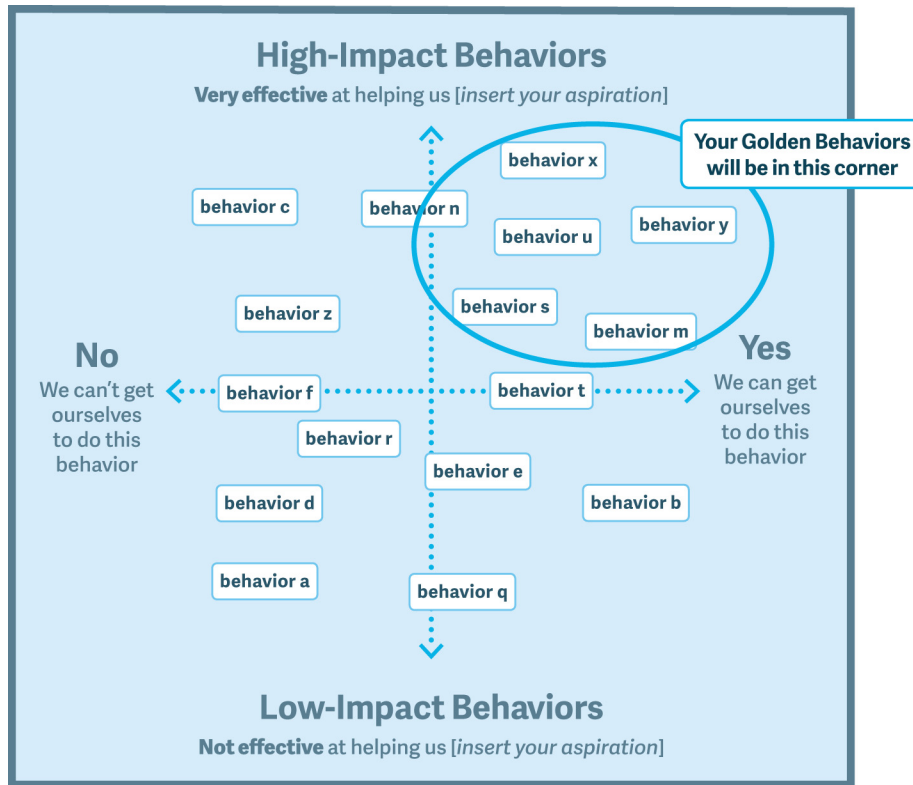 High-Impact Behaviors
Very effective at helping us [insert your aspiration]
Your Golden Behaviors
will be in this corner
behavior x
behavior c
behavior n
behavior y
behavior u
behavior s
behavior z
behavior m
No
We can't get
ourselves
to do this
behavior
Yes
We can get
ourselves
to do this
behavior
behavior f
behavior t
behavior r
behavior e
behavior d
behavior b
behavior a
behavior q
Low-Impact Behaviors
Not effective at helping us [insert your aspiration]